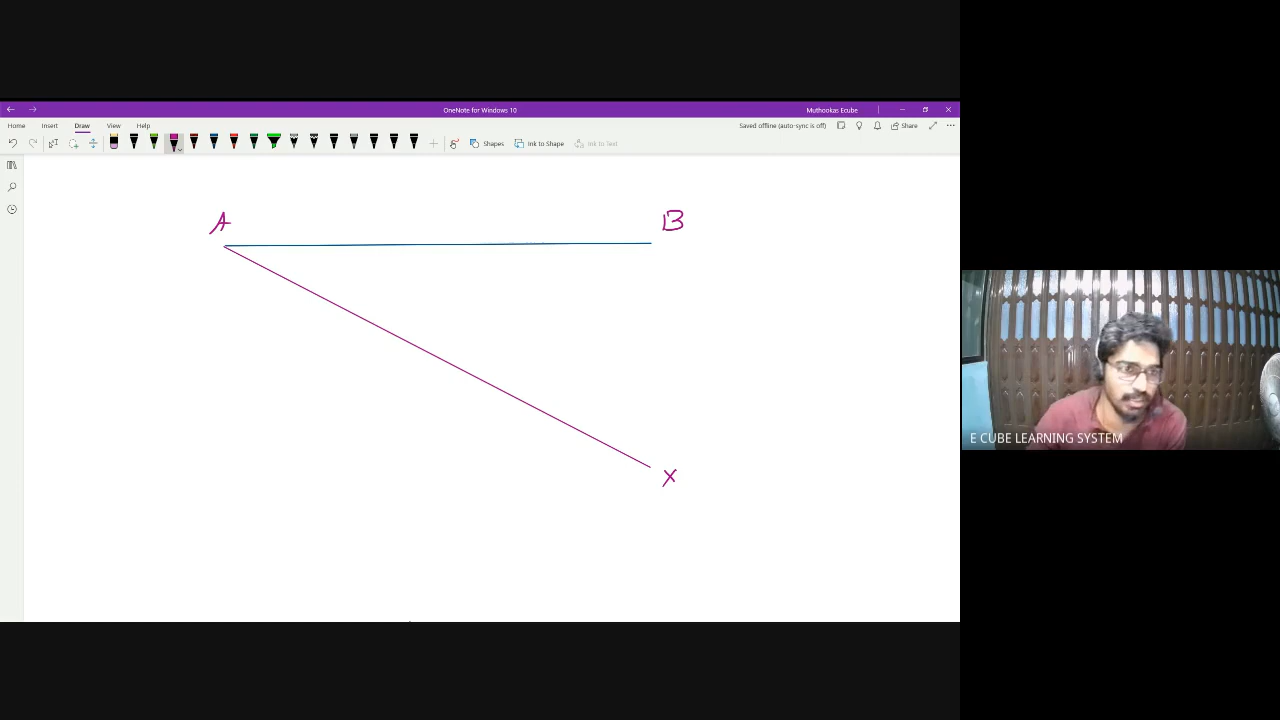 OneNote for Windows 10
Muthookas Ecube
Home Insert Draw View Help
Saved offline (auto-sync is off)
Share
Shapes
Ink to Shape
Ink to Text
A
B
X
E CUBE LEARNING SYSTEM